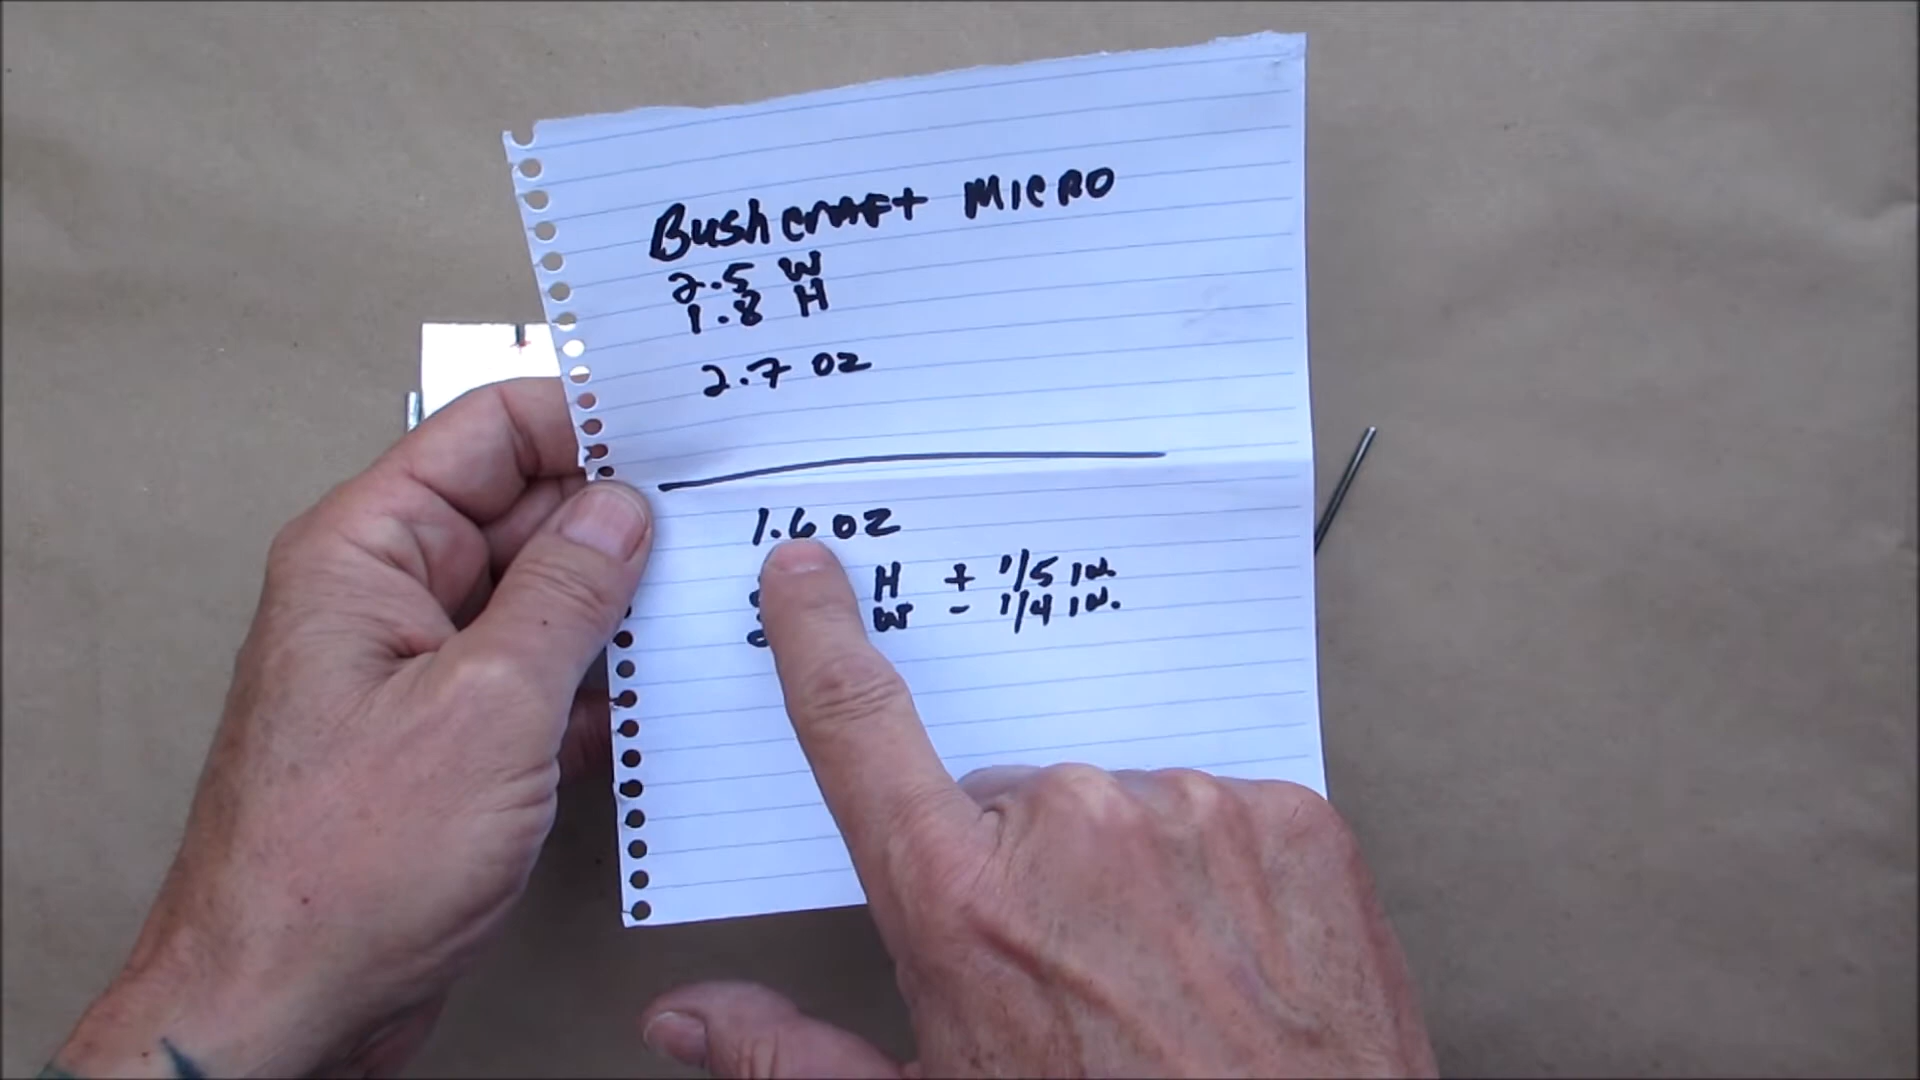 Bushcraft MICRO
2.5 W
1.8 H
2.7 oz
1.6 oz
H + 1/5 IN.
W - 1/4 IN.